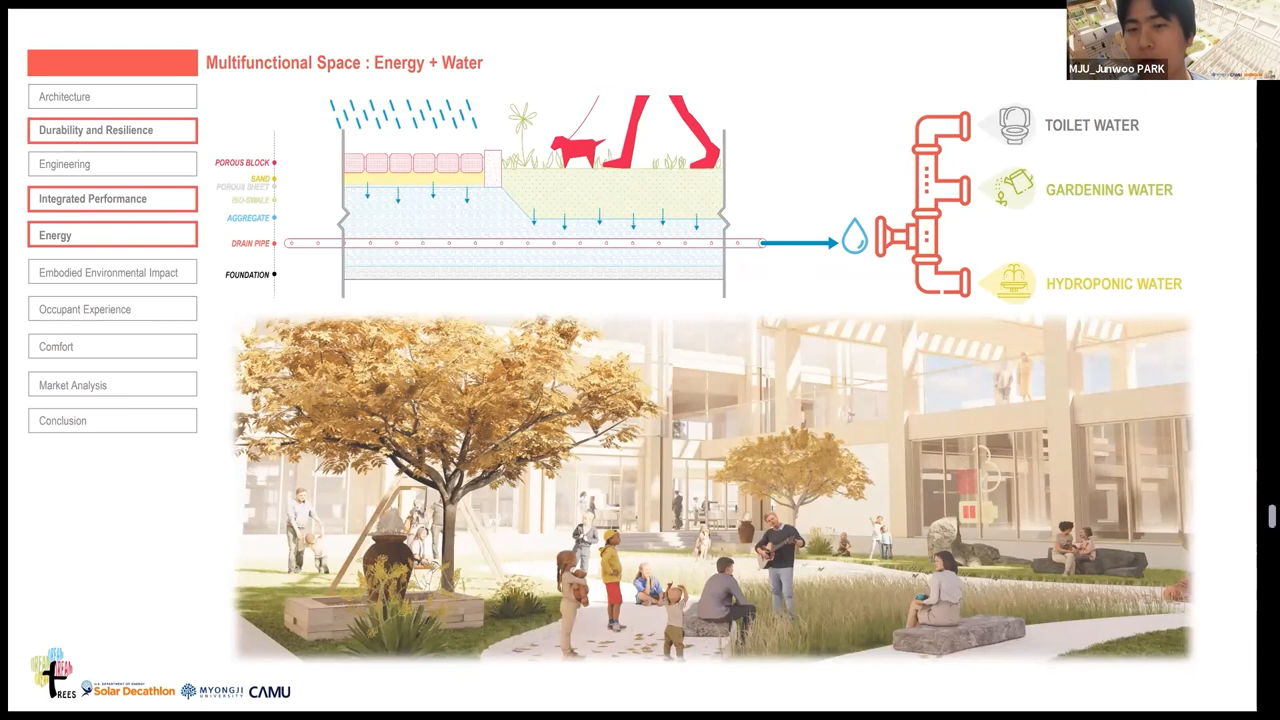 MJU_Junwoo PARK
Multifunctional Space : Energy + Water
Architecture
Durability and Resilience
Engineering
Integrated Performance
Energy
Embodied Environmental Impact
Occupant Experience
Comfort
Market Analysis
Conclusion
POROUS BLOCK
SAND
POROUS SHEET
AGGREGATE
DRAIN PIPE
FOUNDATION
TOILET WATER
GARDENING WATER
HYDROPONIC WATER
TREES
U.S. DEPARTMENT OF ENERGY
Solar Decathlon
MYONGJI
UNIVERSITY
CAMU